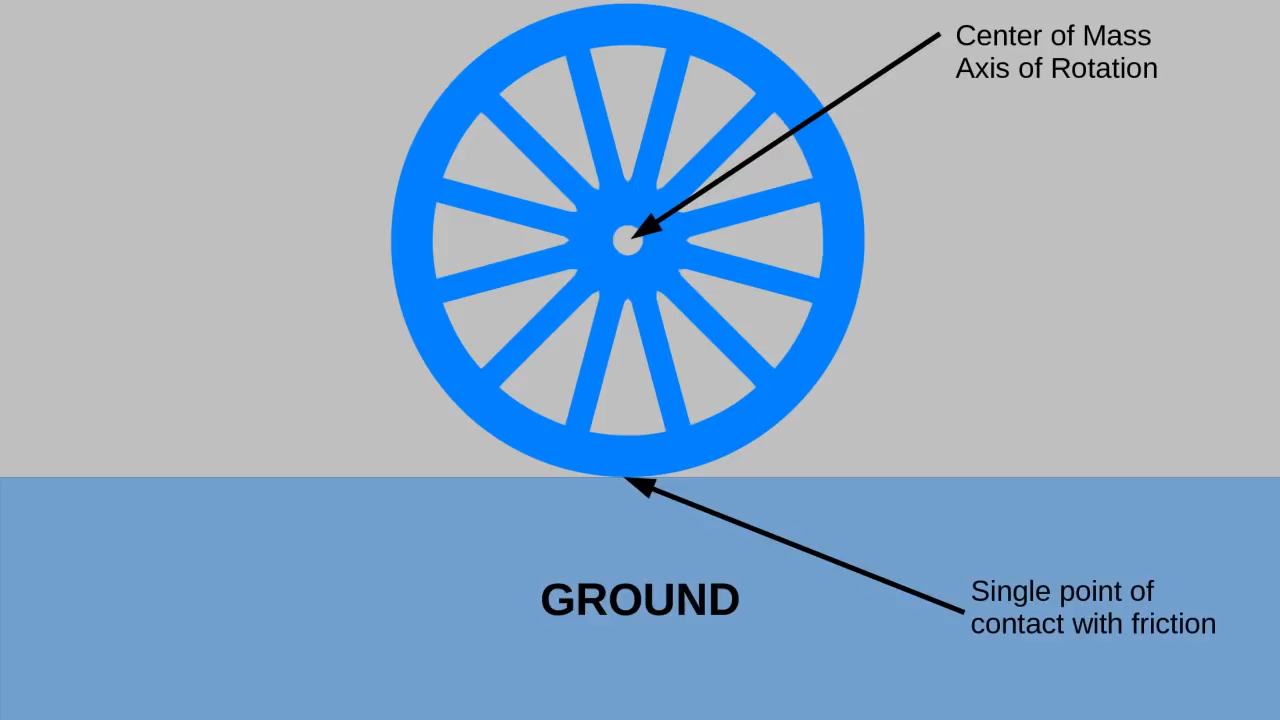 Center of Mass
Axis of Rotation
GROUND
Single point of
contact with friction